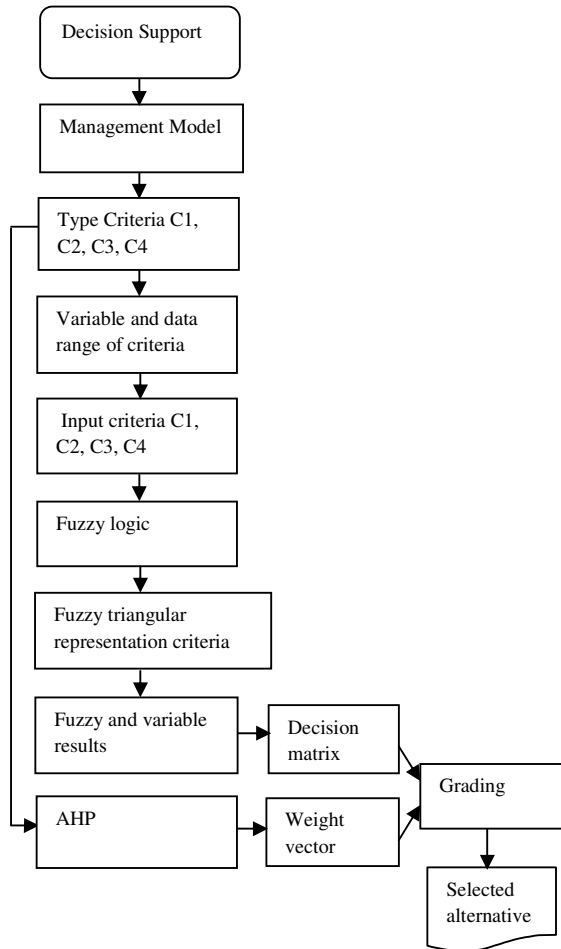 Decision Support
Management Model
Type Criteria C1,
C2, C3, C4
Variable and data
range of criteria
Input criteria C1,
C2, C3, C4
Fuzzy logic
Fuzzy triangular
representation criteria
Fuzzy and variable
results
Decision
matrix
Grading
AHP
Weight
vector
Selected
alternative